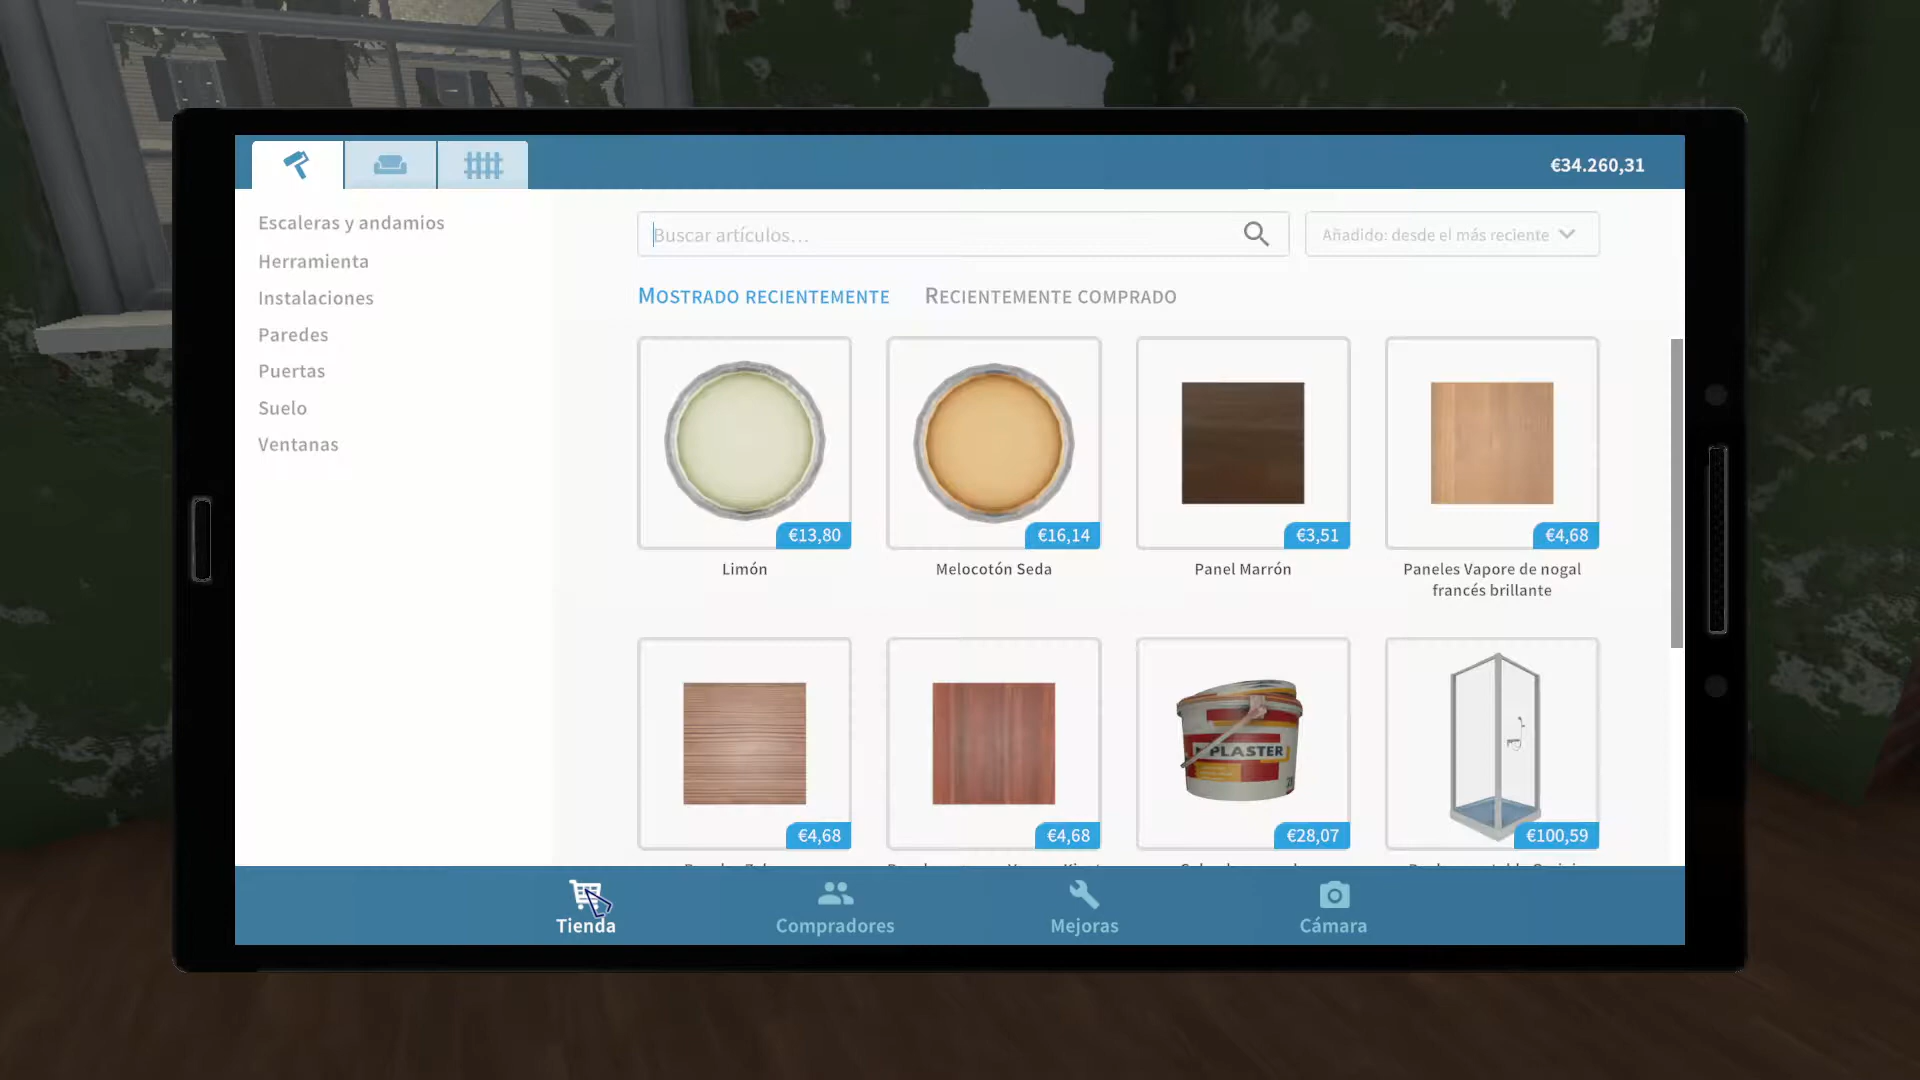 €34.260,31
Escaleras y andamios
Herramienta
Instalaciones
Paredes
Puertas
Suelo
Ventanas
Buscar artículos...
Añadido: desde el más reciente
MOSTRADO RECIENTEMENTE
RECIENTEMENTE COMPRADO
€13,80
€16,14
€3,51
€4,68
Limón
Melocotón Seda
Panel Marrón
Paneles Vapore de nogal
francés brillante
PLASTER
€4,68
€4,68
€28,07
€100,59
Tienda
Compradores
Mejoras
Cámara